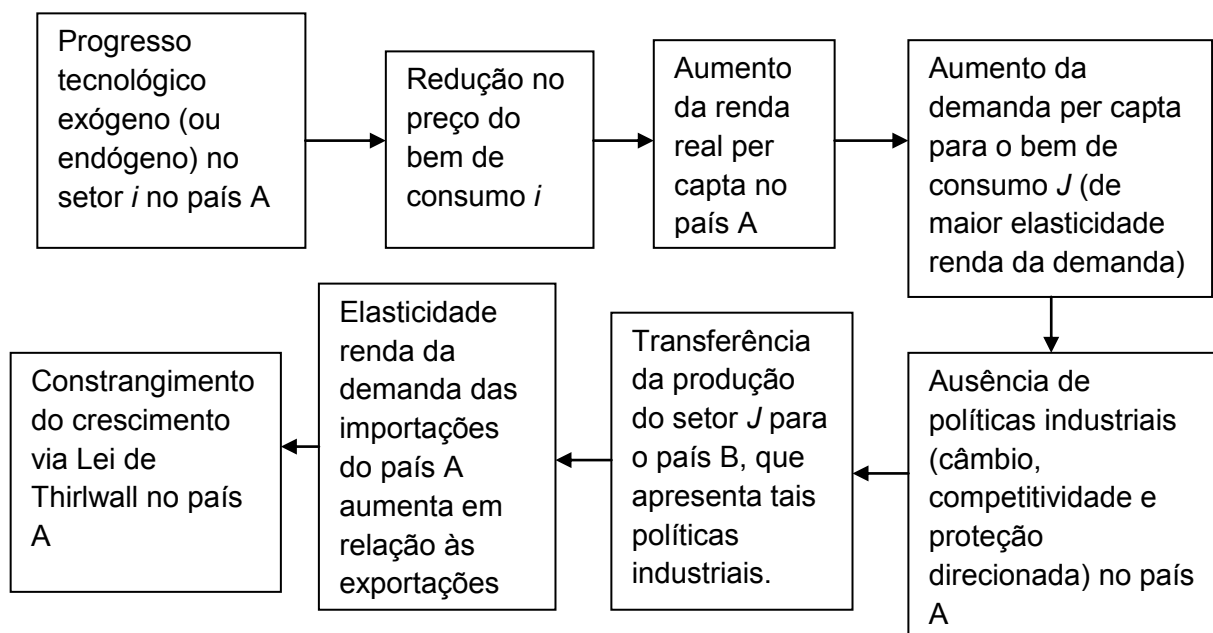 Progresso
tecnológico
exógeno (ou
endógeno) no
setor i no país A
Redução no
preço do
bem de
consumo i
Aumento
da renda
real per
capta no
país A
Aumento da
demanda per capta
para o bem de
consumo J (de
maior elasticidade
renda da demanda)
Ausência de
políticas industriais
(câmbio,
competitividade e
proteção
direcionada) no país
A
Transferência
da produção
do setor J para
o país B, que
apresenta tais
políticas
industriais.
Elasticidade
renda da
demanda das
importações
do país A
aumenta em
relação às
exportações
Constrangimento
do crescimento
via Lei de
Thirlwall no país
A